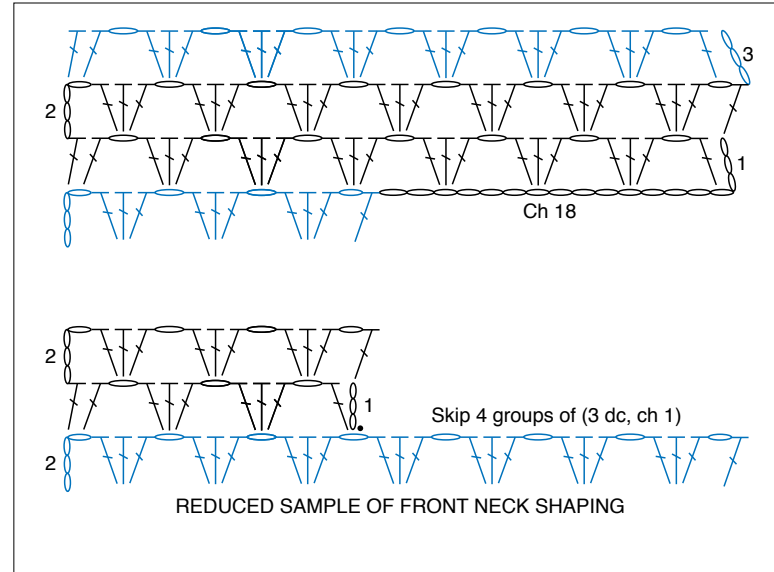 3
2
1
Ch 18
2
1
Skip 4 groups of (3 dc, ch 1)
2
REDUCED SAMPLE OF FRONT NECK SHAPING